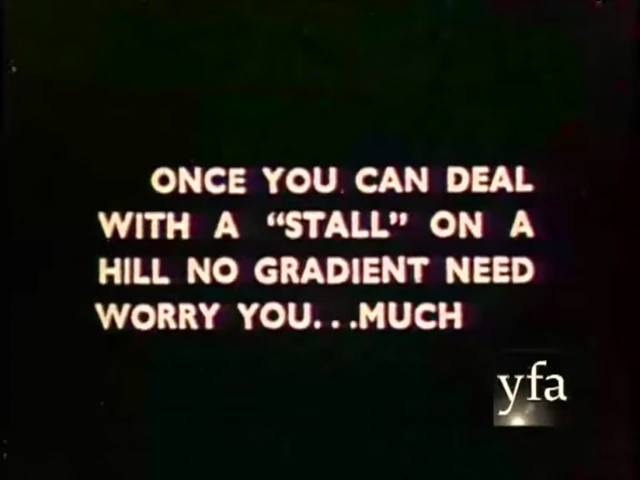 ONCE YOU CAN DEAL
WITH A “STALL” ON A
HILL NO GRADIENT NEED
WORRY YOU...MUCH
yfa